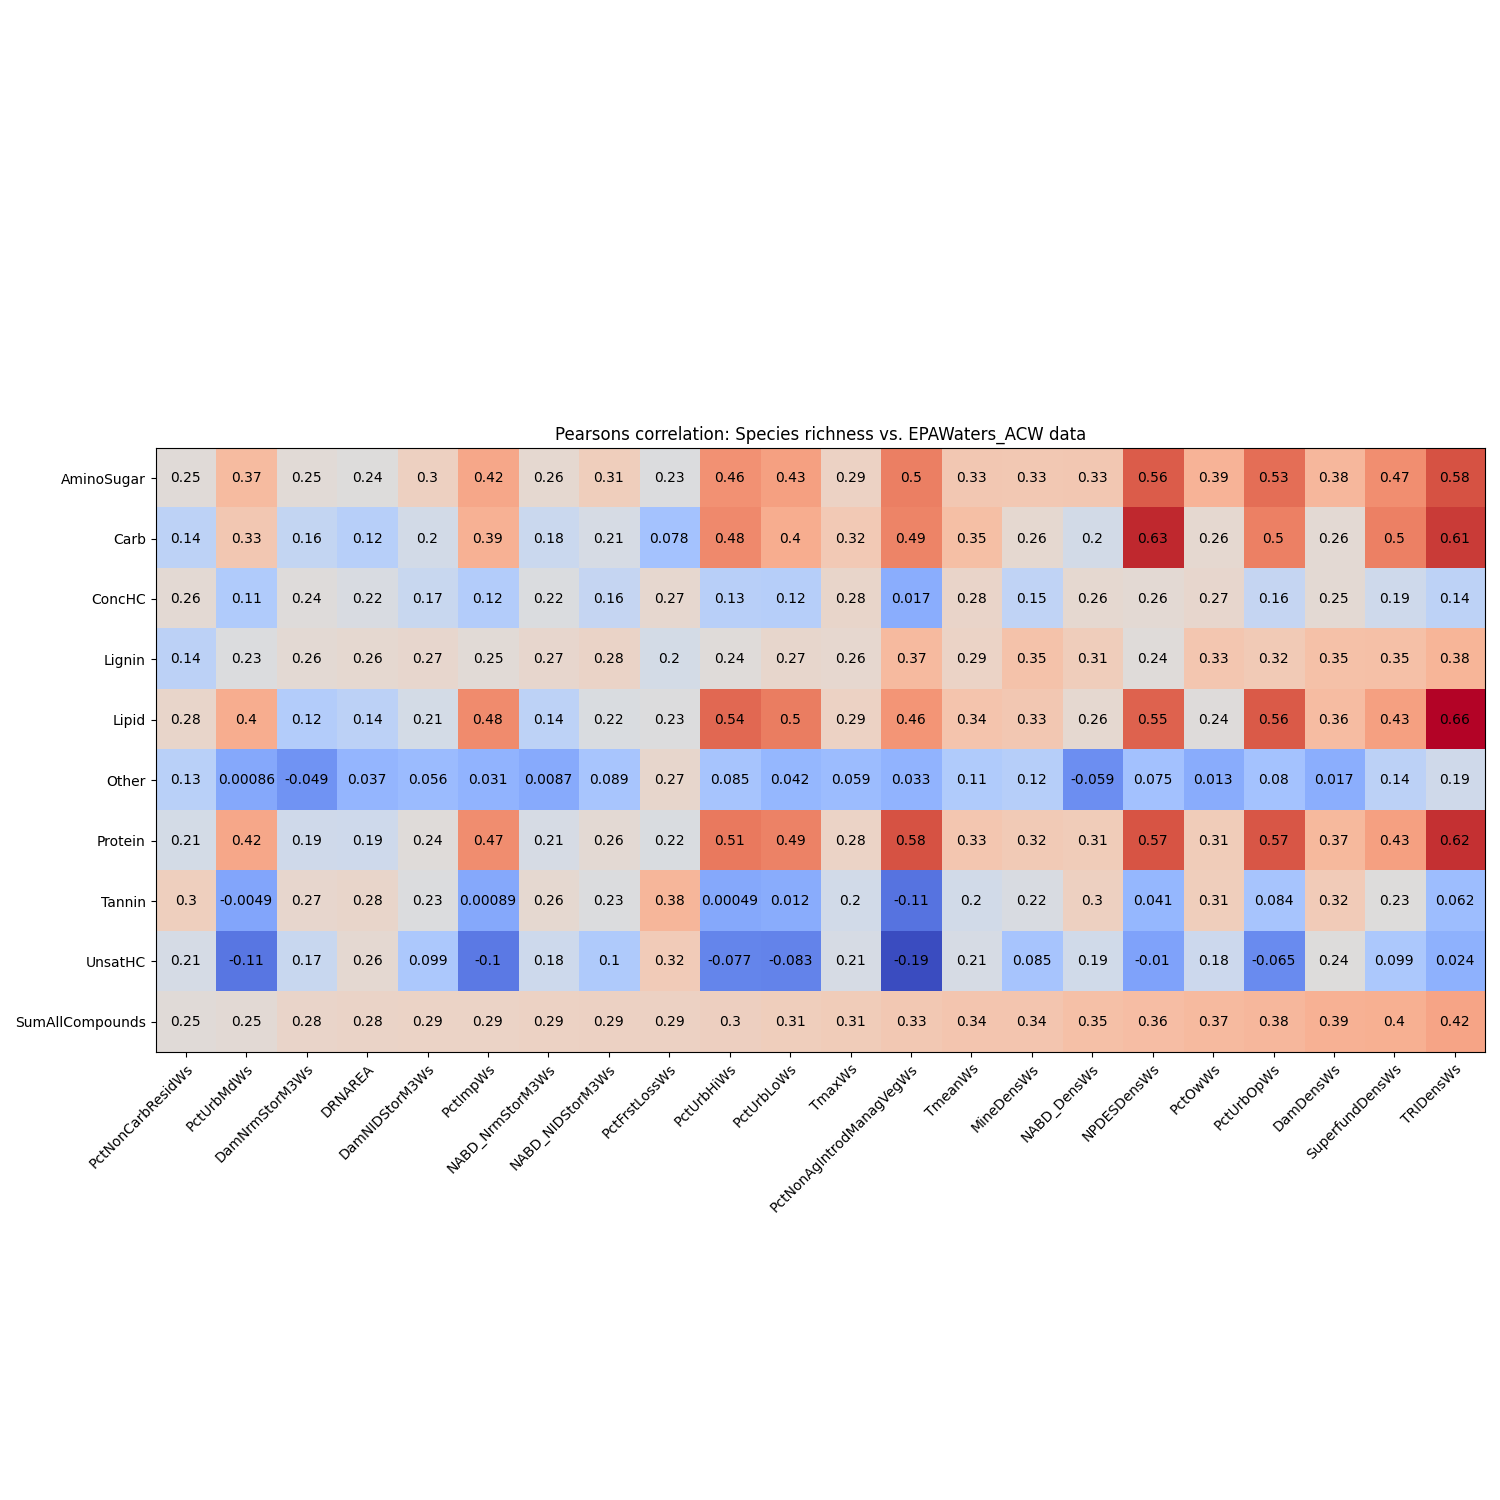 Pearsons correlation: Species richness vs. EPAWaters_ACW data
AminoSugar 0.25 0.37 0.25 0.24 0.3 0.42 0.26 0.31 0.23 0.46 0.43 0.29 0.5 0.33 0.33 0.33 0.56 0.39 0.53 0.38 0.47 0.58
Carb 0.14 0.33 0.16 0.12 0.2 0.39 0.18 0.21 0.078 0.48 0.4 0.32 0.49 0.35 0.26 0.2 0.63 0.26 0.5 0.26 0.5 0.61
ConcHC 0.26 0.11 0.24 0.22 0.17 0.12 0.22 0.16 0.27 0.13 0.12 0.28 0.017 0.28 0.15 0.26 0.26 0.27 0.16 0.25 0.19 0.14
Lignin 0.14 0.23 0.26 0.26 0.27 0.25 0.27 0.28 0.2 0.24 0.27 0.26 0.37 0.29 0.35 0.31 0.24 0.33 0.32 0.35 0.35 0.38
Lipid 0.28 0.4 0.12 0.14 0.21 0.48 0.14 0.22 0.23 0.54 0.5 0.29 0.46 0.34 0.33 0.26 0.55 0.24 0.56 0.36 0.43 0.66
Other 0.13 0.00086 -0.049 0.037 0.056 0.031 0.0087 0.089 0.27 0.085 0.042 0.059 0.033 0.11 0.12 -0.059 0.075 0.013 0.08 0.017 0.14 0.19
Protein 0.21 0.42 0.19 0.19 0.24 0.47 0.21 0.26 0.22 0.51 0.49 0.28 0.58 0.33 0.32 0.31 0.57 0.31 0.57 0.37 0.43 0.62
Tannin 0.3 -0.0049 0.27 0.28 0.23 0.00089 0.26 0.23 0.38 0.00049 0.012 0.2 -0.11 0.2 0.22 0.3 0.041 0.31 0.084 0.32 0.23 0.062
UnsatHC 0.21 -0.11 0.17 0.26 0.099 -0.1 0.18 0.1 0.32 -0.077 -0.083 0.21 -0.19 0.21 0.085 0.19 -0.01 0.18 -0.065 0.24 0.099 0.024
SumAllCompounds 0.25 0.25 0.28 0.28 0.29 0.29 0.29 0.29 0.29 0.3 0.31 0.31 0.33 0.34 0.34 0.35 0.36 0.37 0.38 0.39 0.4 0.42
PctNonCarbResidWs
PctUrbMdWs
DamNrmStorM3Ws
DRNAREA
DamNIDStorM3Ws
PctImpWs
NABD_NrmStorM3Ws
NABD_NIDStorM3Ws
PctFrstLossWs
PctUrbHiWs
PctUrbLoWs
TmaxWs
PctNonAgIntrodManagVegWs
TmeanWs
MineDensWs
NABD_DensWs
NPDESDensWs
PctOwWs
PctUrbOpWs
DamDensWs
SuperfundDensWs
TRIDensWs